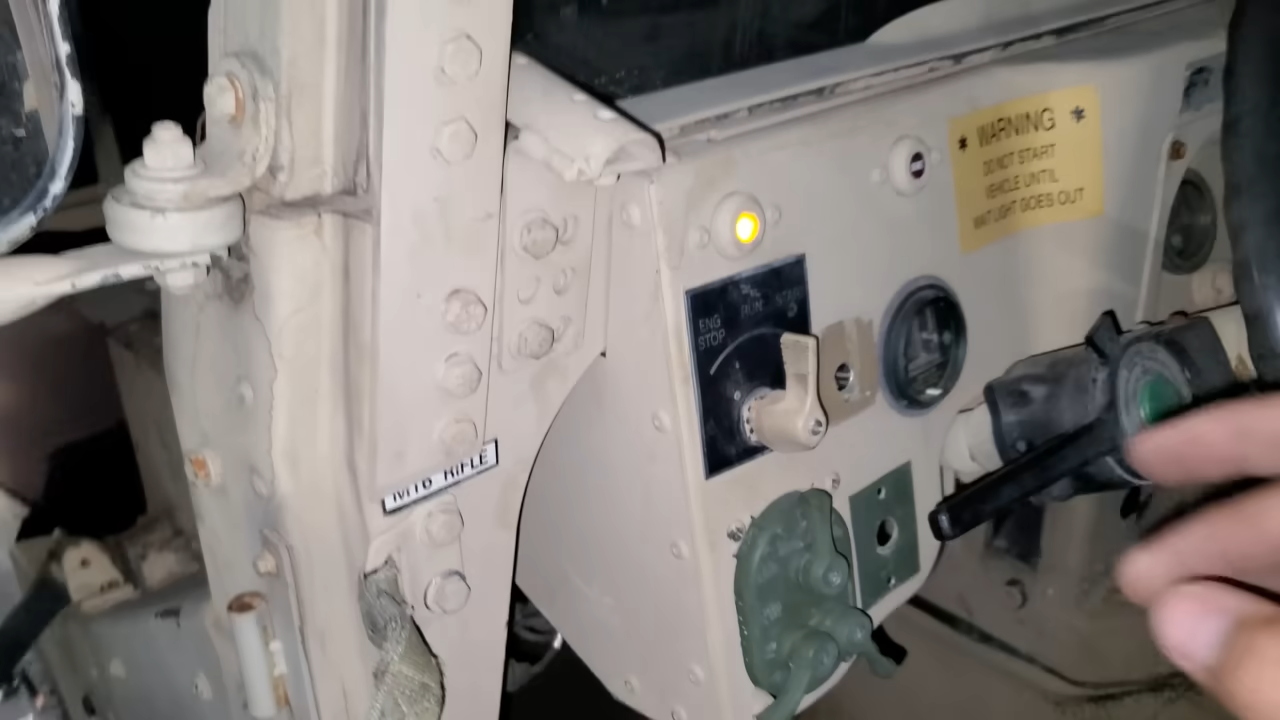 * WARNING *
DO NOT START
VEHICLE UNTIL
WAIT LIGHT GOES OUT
ENG
STOP
RUN
START
M16 RIFLE